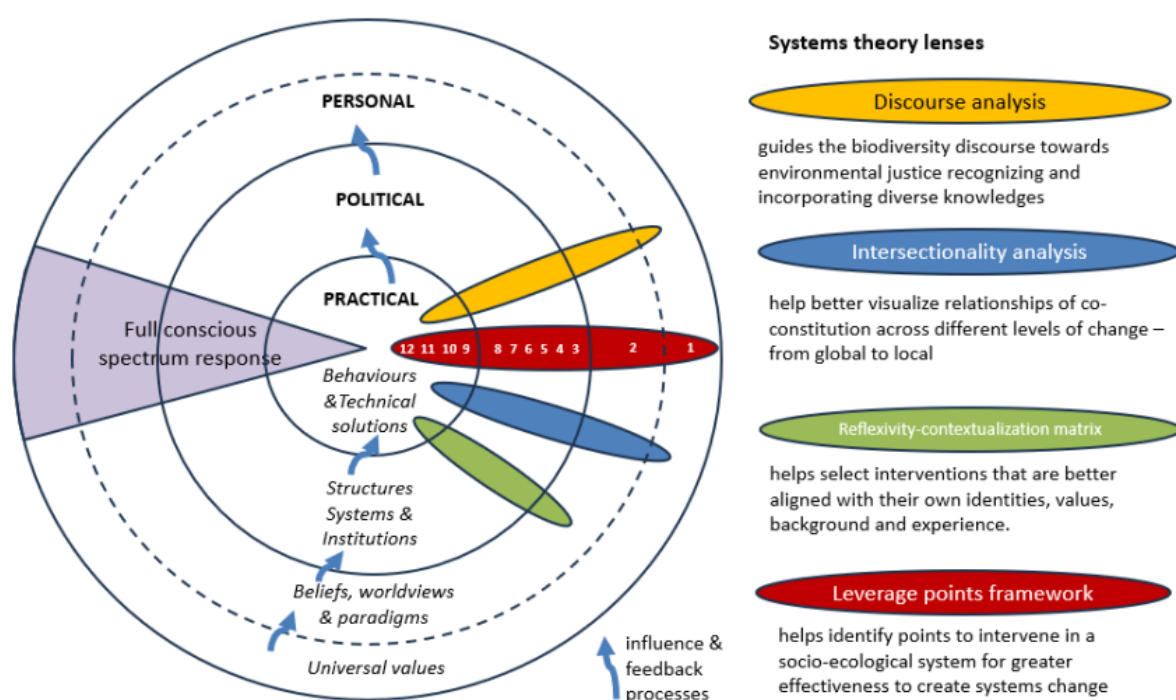 PERSONAL
POLITICAL
PRACTICAL
Full conscious
spectrum response
12 11 10 9 8 7 6 5 4 3 2 1
Behaviours
&Technical
solutions
Structures
Systems &
Institutions
Beliefs, worldviews
& paradigms
Universal values
influence &
feedback
processes
Systems theory lenses
Discourse analysis
guides the biodiversity discourse towards
environmental justice recognizing and
incorporating diverse knowledges
Intersectionality analysis
help better visualize relationships of co-
constitution across different levels of change –
from global to local
Reflexivity-contextualization matrix
helps select interventions that are better
aligned with their own identities, values,
background and experience.
Leverage points framework
helps identify points to intervene in a
socio-ecological system for greater
effectiveness to create systems change